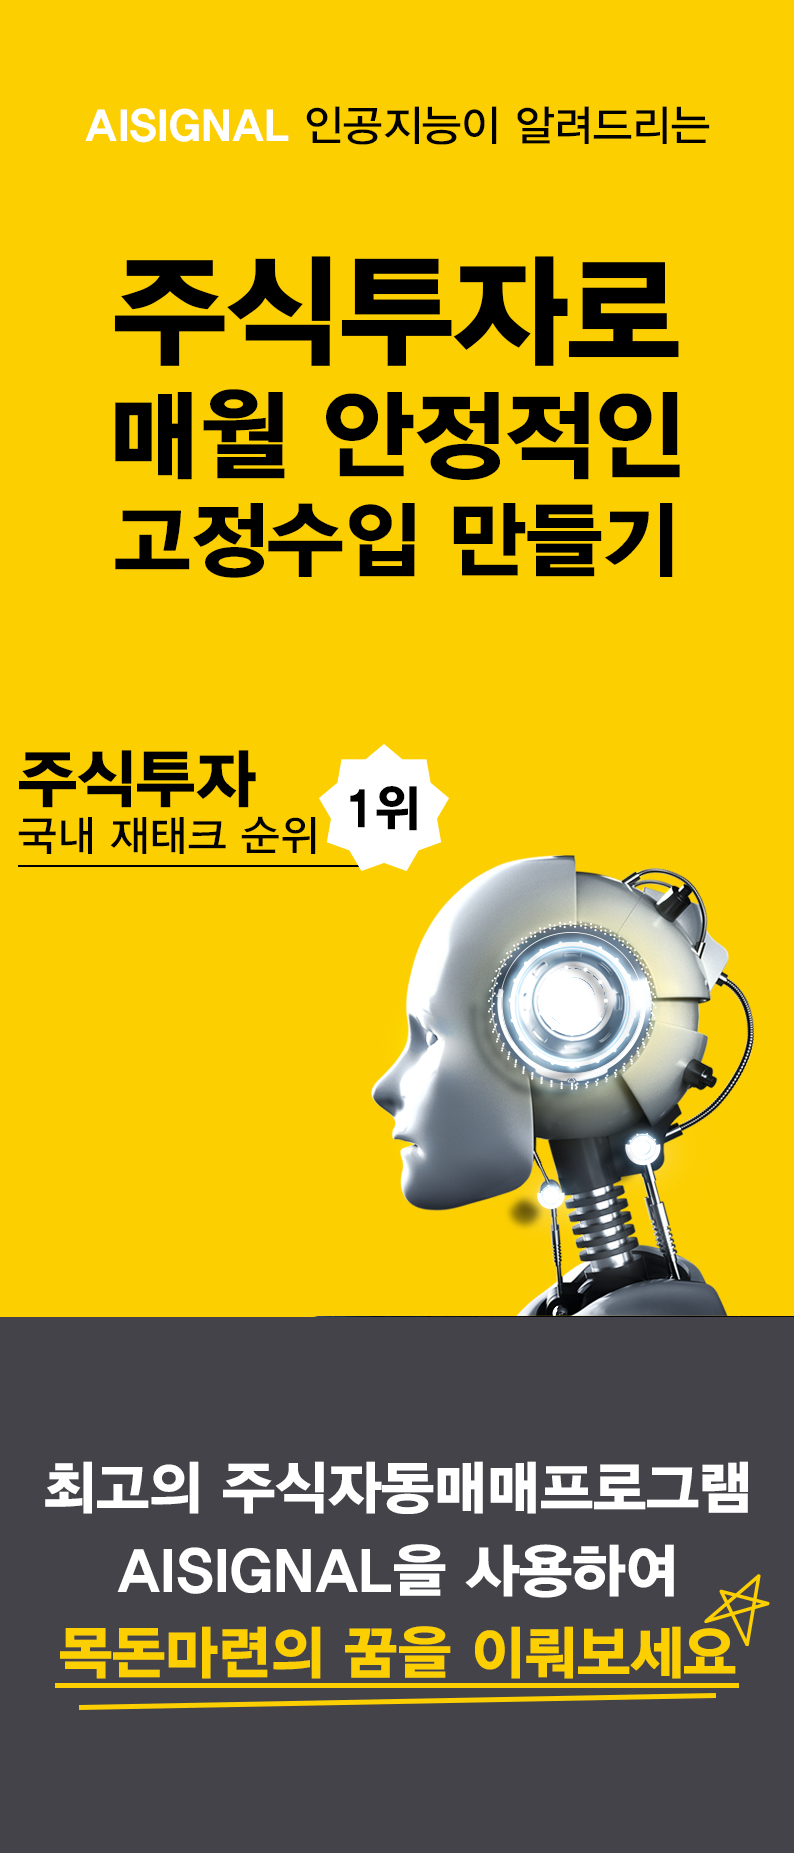 AISIGNAL 인공지능이 알려드리는
주식투자로
매월 안정적인
고정수입 만들기
주식투자
국내 재태크 순위
1위
최고의 주식자동매매프로그램
AISIGNAL을 사용하여
목돈마련의 꿈을 이뤄보세요